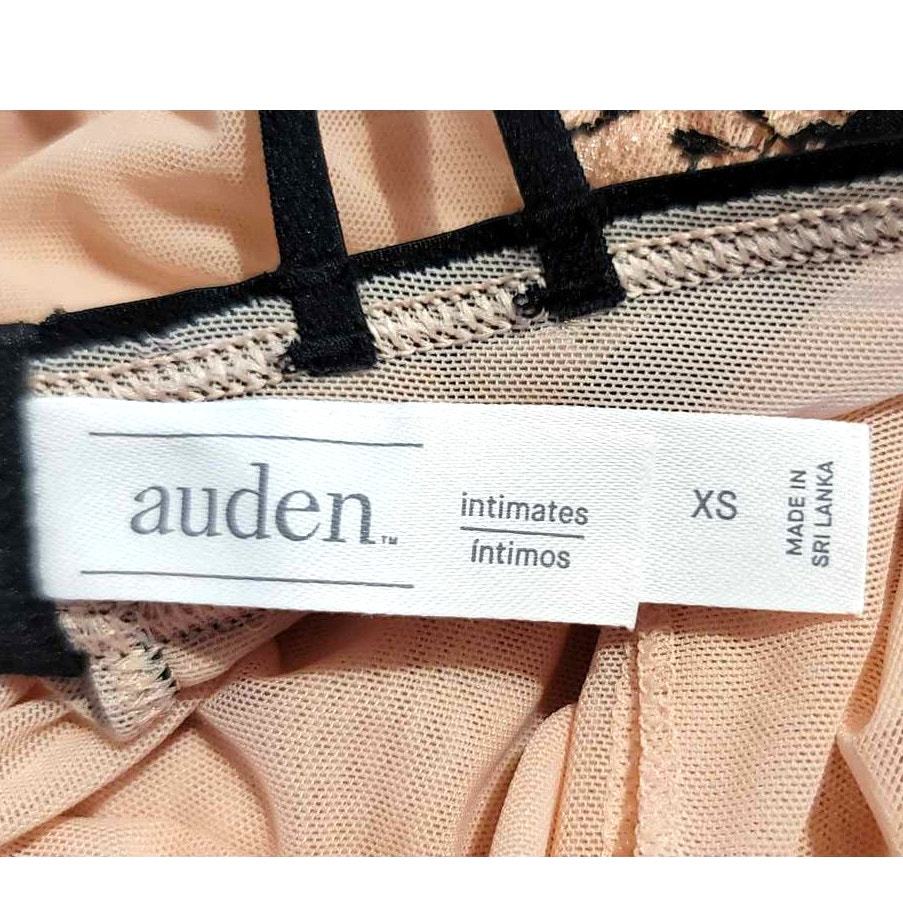 auden™
intimates
íntimos
XS
MADE IN
SRI LANKA